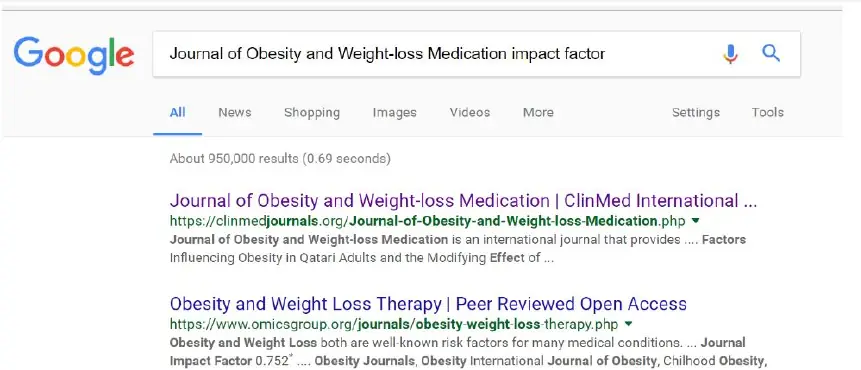 Google
Journal of Obesity and Weight-loss Medication impact factor
All News Shopping Images Videos More Settings Tools
About 950,000 results (0.69 seconds)
Journal of Obesity and Weight-loss Medication | ClinMed International ...
https://clinmedjournals.org/Journal-of-Obesity-and-Weight-loss-Medication.php
Journal of Obesity and Weight-loss Medication is an international journal that provides .... Factors
Influencing Obesity in Qatari Adults and the Modifying Effect of ...
Obesity and Weight Loss Therapy | Peer Reviewed Open Access
https://www.omicsgroup.org/journals/obesity-weight-loss-therapy.php
Obesity and Weight Loss both are well-known risk factors for many medical conditions. ... Journal
Impact Factor 0.752* .... Obesity Journals, Obesity International Journal of Obesity, Chilhood Obesity,